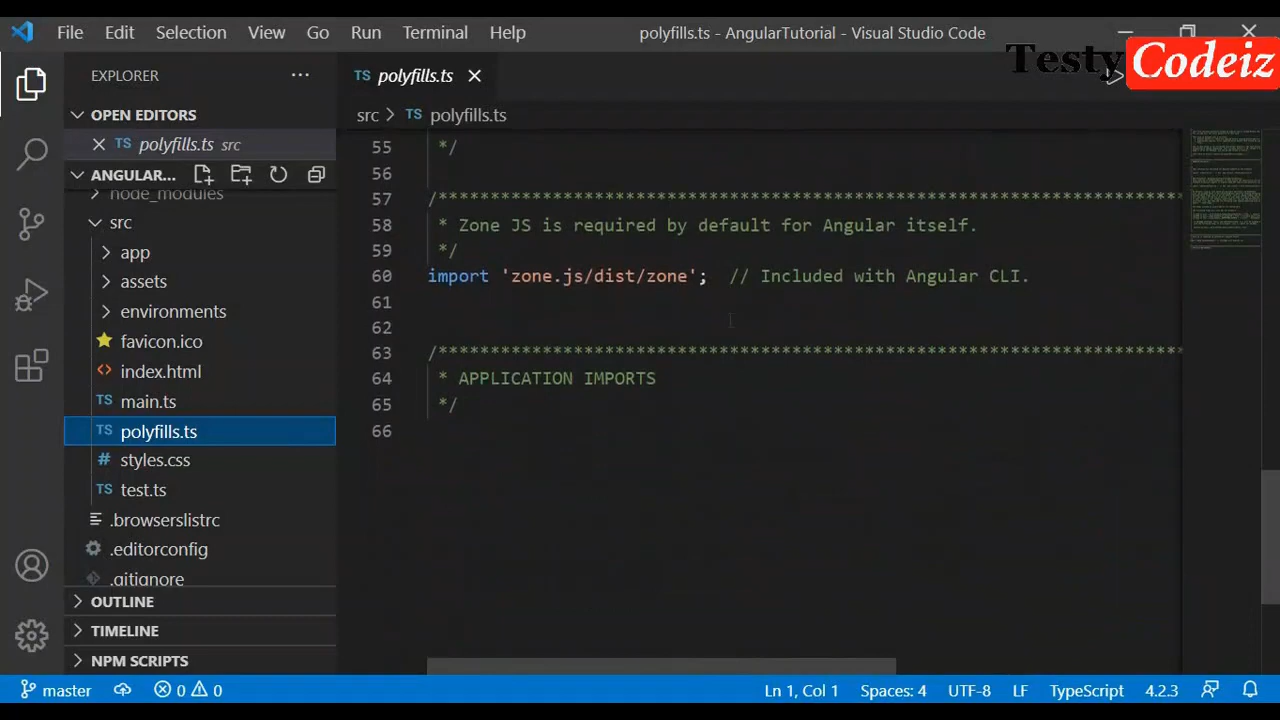 File Edit Selection View Go Run Terminal Help polyfills.ts - AngularTutorial - Visual Studio Code
Testy Codeiz
EXPLORER
OPEN EDITORS
polyfills.ts src
ANGULAR...
node_modules
src
app
assets
environments
favicon.ico
index.html
main.ts
polyfills.ts
styles.css
test.ts
.browserslistrc
.editorconfig
.gitignore
OUTLINE
TIMELINE
NPM SCRIPTS
TS polyfills.ts
src > TS polyfills.ts
55 */
56
57 /***************************************************************************
58 * Zone JS is required by default for Angular itself.
59 */
60 import 'zone.js/dist/zone'; // Included with Angular CLI.
61
62
63 /***************************************************************************
64 * APPLICATION IMPORTS
65 */
66
master 0 0 Ln 1, Col 1 Spaces: 4 UTF-8 LF TypeScript 4.2.3